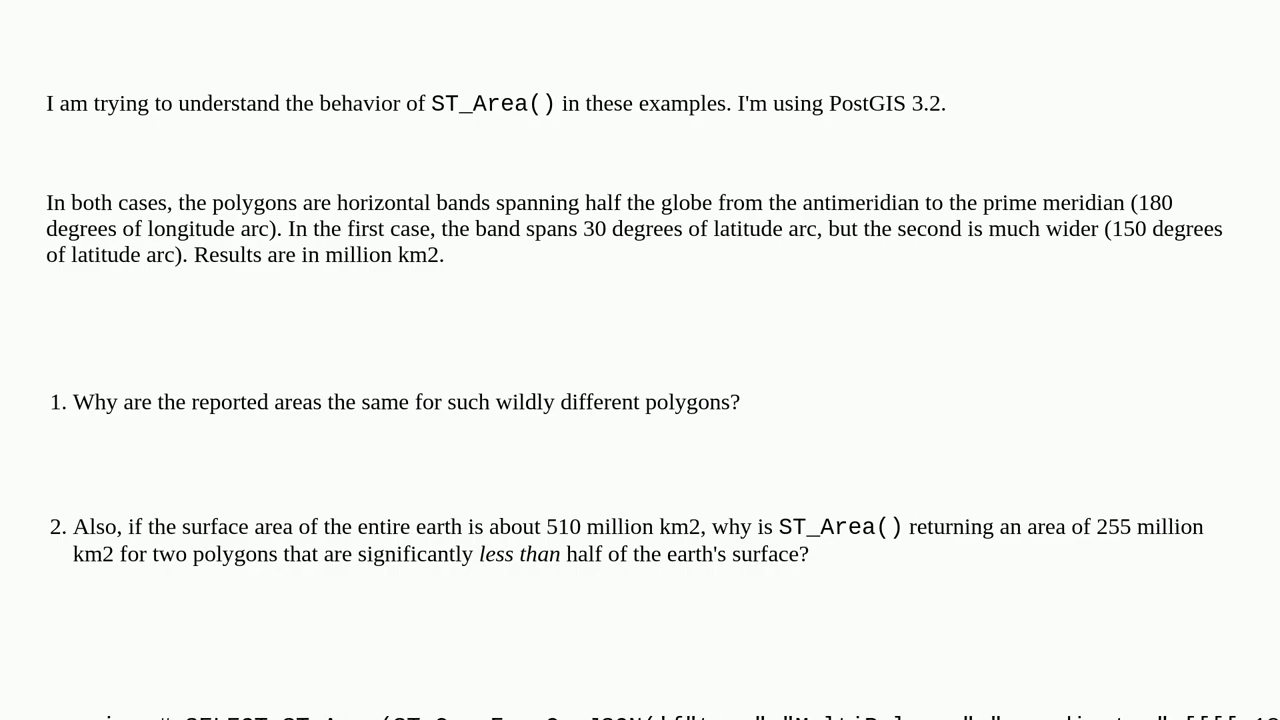 I am trying to understand the behavior of ST_Area() in these examples. I'm using PostGIS 3.2.
In both cases, the polygons are horizontal bands spanning half the globe from the antimeridian to the prime meridian (180
degrees of longitude arc). In the first case, the band spans 30 degrees of latitude arc, but the second is much wider (150 degrees
of latitude arc). Results are in million km2.
1. Why are the reported areas the same for such wildly different polygons?
2. Also, if the surface area of the entire earth is about 510 million km2, why is ST_Area() returning an area of 255 million
km2 for two polygons that are significantly less than half of the earth's surface?